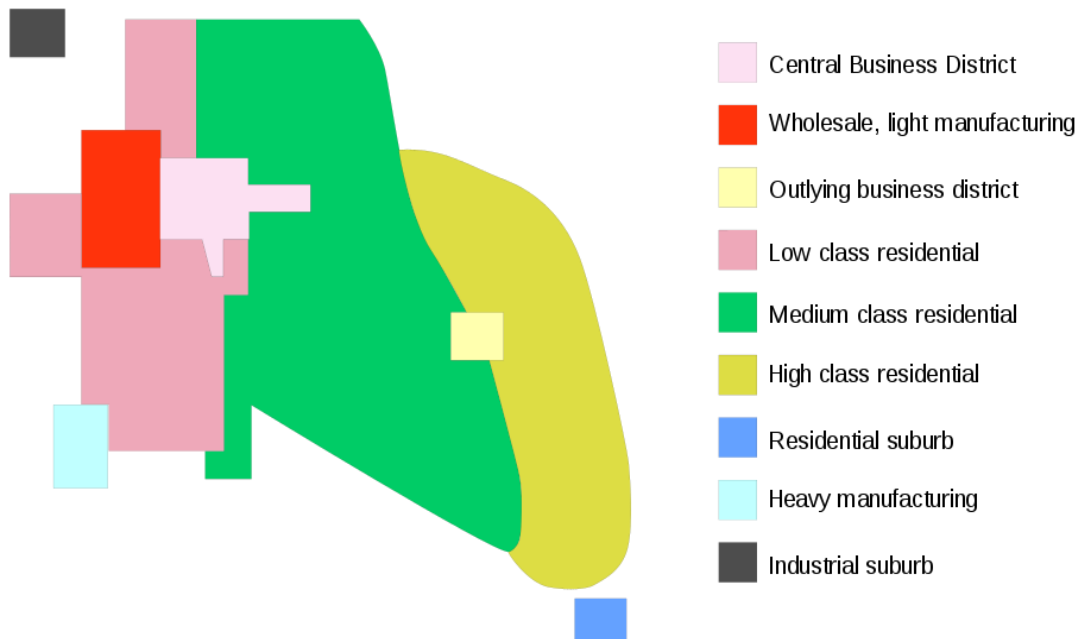 Central Business District
Wholesale, light manufacturing
Outlying business district
Low class residential
Medium class residential
High class residential
Residential suburb
Heavy manufacturing
Industrial suburb